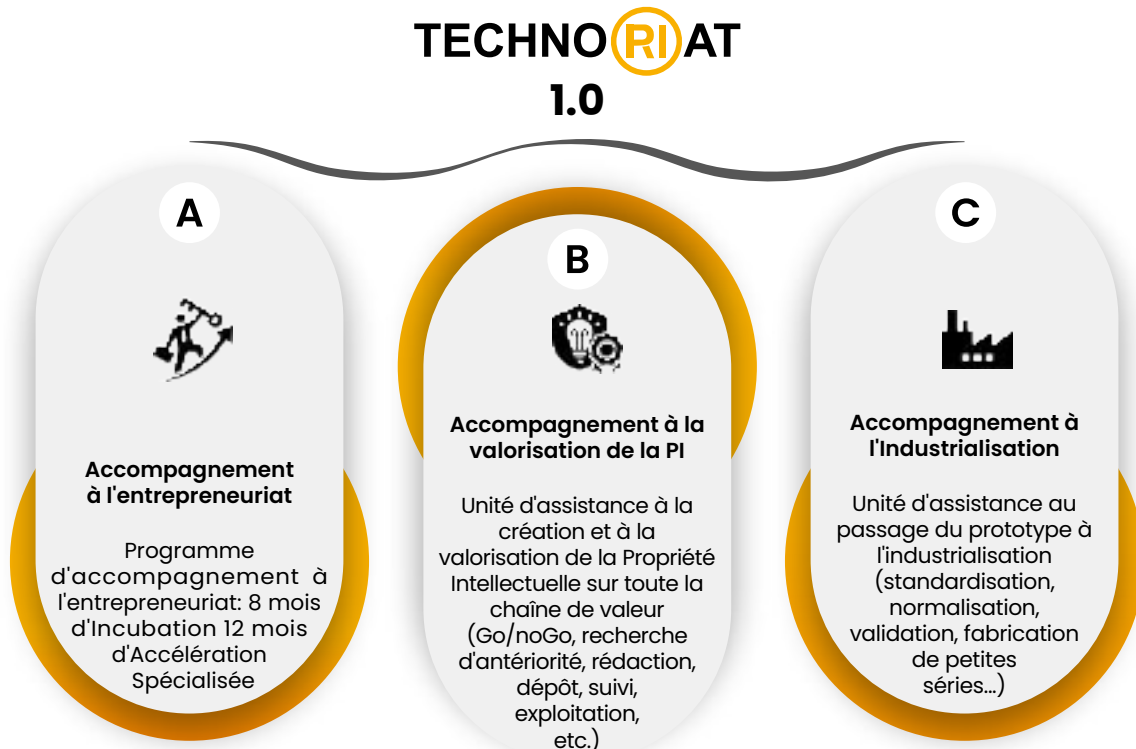 TECHNORIAT
1.0
A
Accompagnement
à l'entrepreneuriat
Programme
d'accompagnement à
l'entrepreneuriat: 8 mois
d'Incubation 12 mois
d'Accélération
Spécialisée
B
Accompagnement à la
valorisation de la PI
Unité d'assistance à la
création et à la
valorisation de la Propriété
Intellectuelle sur toute la
chaîne de valeur
(Go/noGo, recherche
d'antériorité, rédaction,
dépôt, suivi,
exploitation,
etc.)
C
Accompagnement à
l'Industrialisation
Unité d'assistance au
passage du prototype à
l'industrialisation
(standardisation,
normalisation,
validation, fabrication
de petites
séries...)